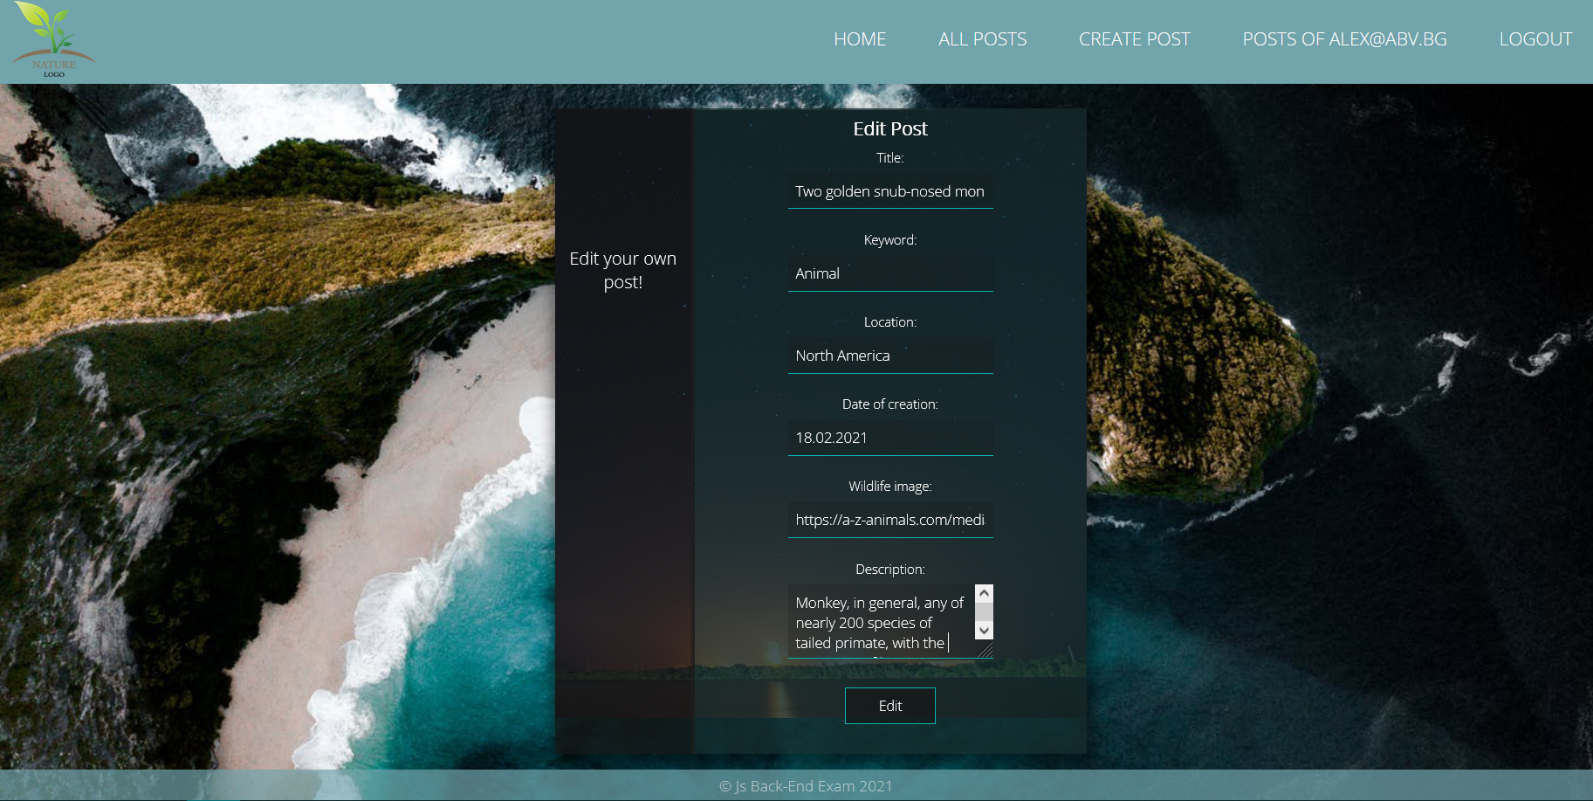 NATURE
LOGO
HOME
ALL POSTS
CREATE POST
POSTS OF ALEX@ABV.BG
LOGOUT
Edit your own
post!
Edit Post
Title:
Two golden snub-nosed mon
Keyword:
Animal
Location:
North America
Date of creation:
18.02.2021
Wildlife image:
https://a-z-animals.com/medi
Description:
Monkey, in general, any of
nearly 200 species of
tailed primate, with the
Edit
© Js Back-End Exam 2021